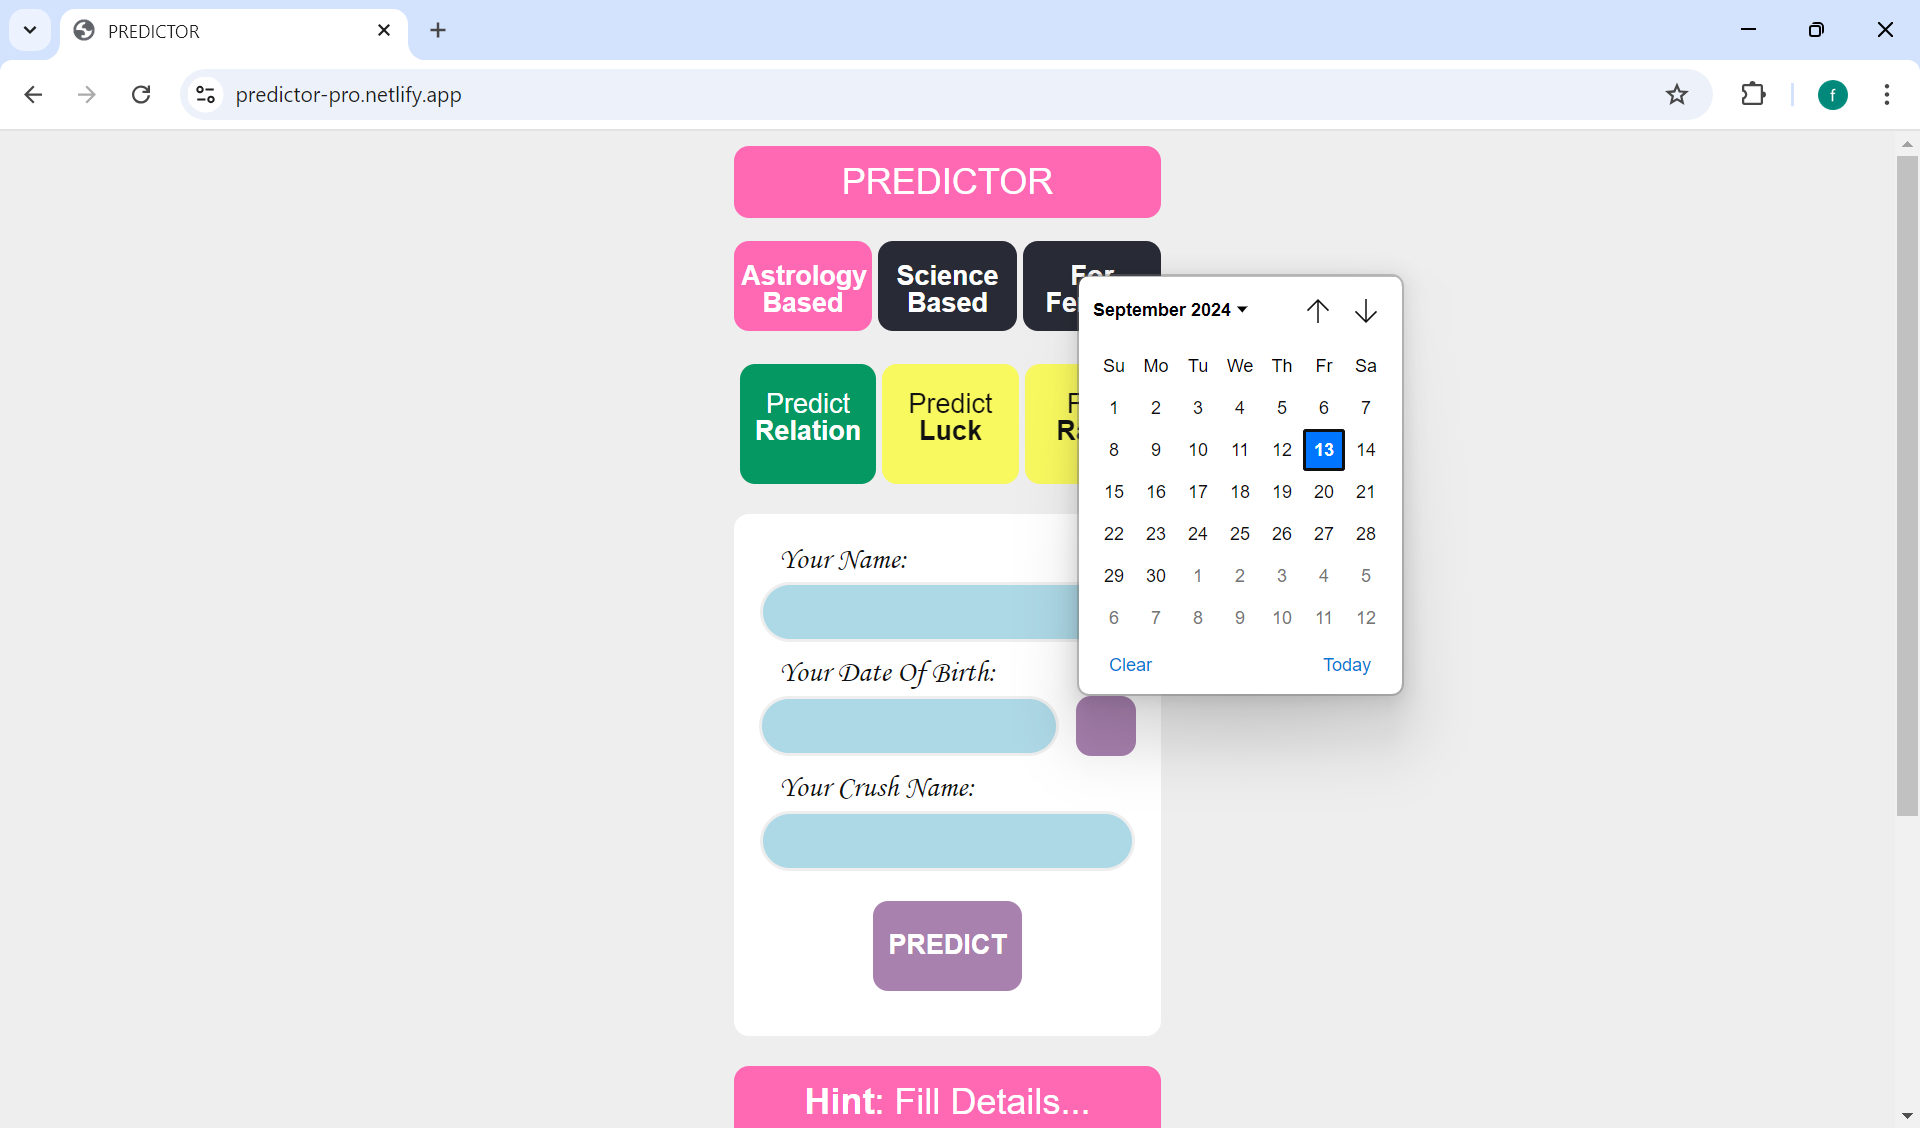 PREDICTOR
predictor-pro.netlify.app
f
PREDICTOR
Astrology
Based
Science
Based
Predict
Relation
Predict
Luck
September 2024
Su Mo Tu We Th Fr Sa
1 2 3 4 5 6 7
8 9 10 11 12 13 14
15 16 17 18 19 20 21
22 23 24 25 26 27 28
29 30 1 2 3 4 5
6 7 8 9 10 11 12
Clear Today
Your Name:
Your Date Of Birth:
Your Crush Name:
PREDICT
Hint: Fill Details...